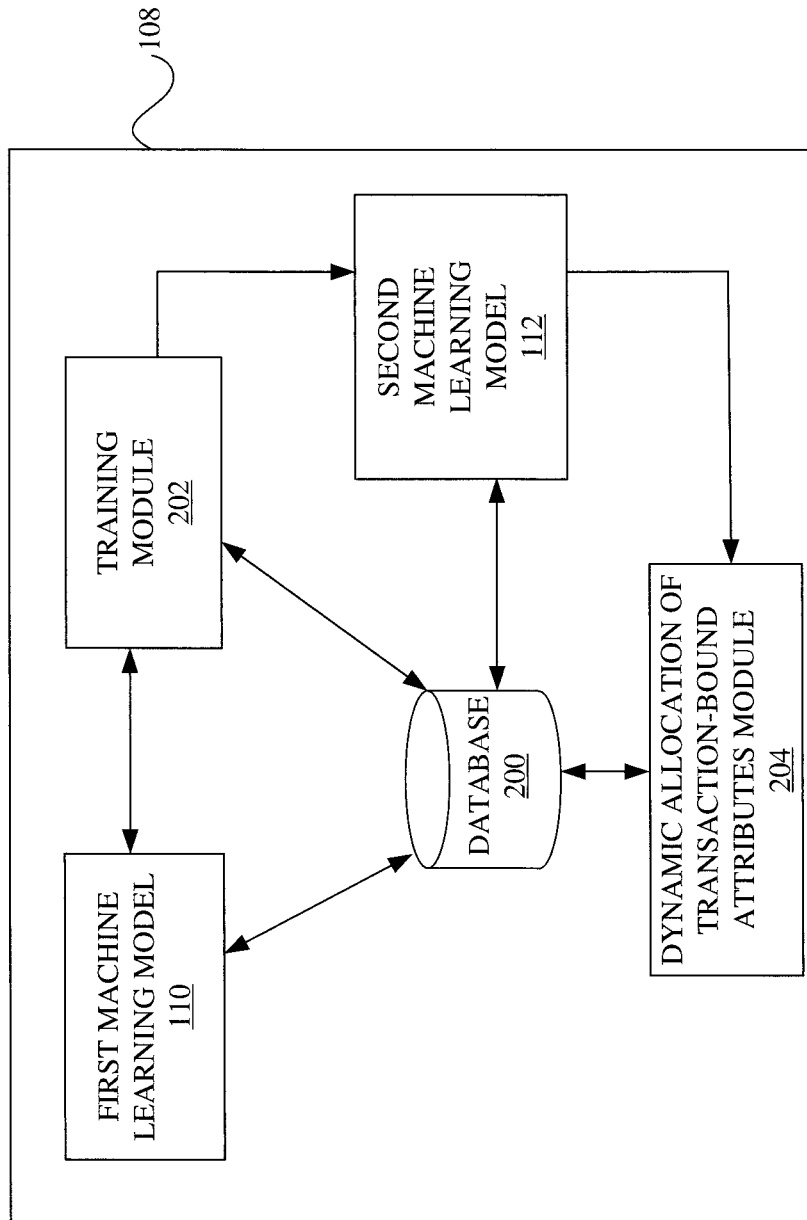 108
FIRST MACHINE
LEARNING MODEL
110
TRAINING
MODULE
202
DATABASE
200
SECOND
MACHINE
LEARNING
MODEL
112
DYNAMIC ALLOCATION OF
TRANSACTION-BOUND
ATTRIBUTES MODULE
204